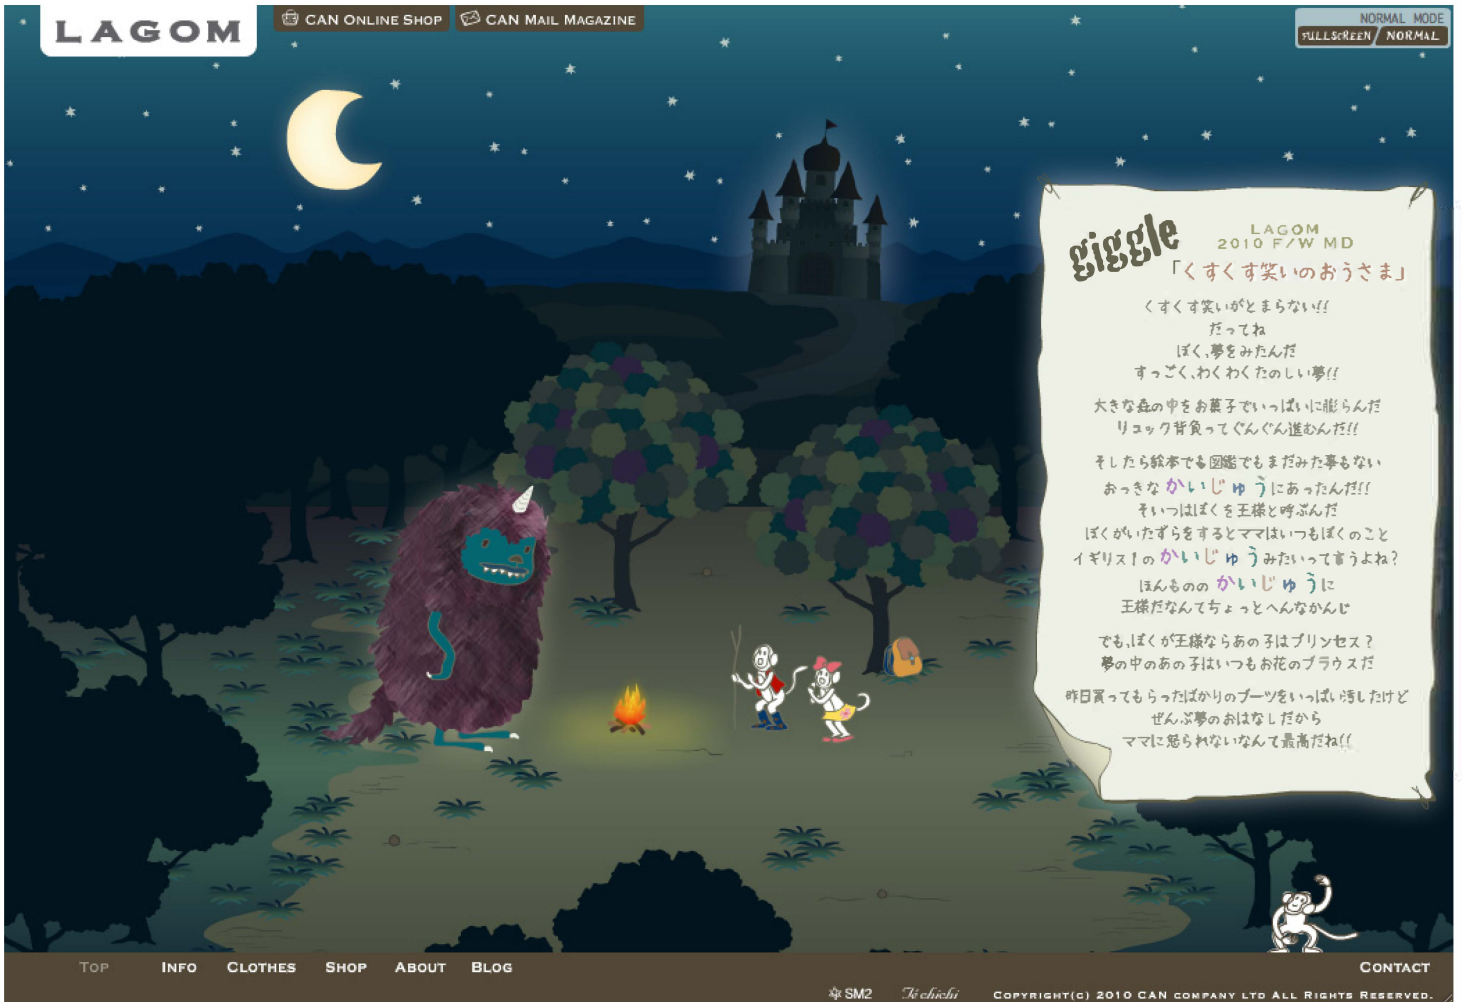 LAGOM
CAN ONLINE SHOP
CAN MAIL MAGAZINE
NORMAL MODE
FULLSCREEN / NORMAL
giggle
LAGOM
2010 F/W MD
「くすくす笑いのおうさま」
くすくす笑いがとまらない!!
だってね
ぼく、夢をみたんだ
すっごく、わくわくたのしい夢!!
大きな森の中をお菓子でいっぱいに膨らんだ
リュック背負ってぐんぐん進むんだ!!
そしたら絵本でも図鑑でもまだみた事もない
おっきなかいじゅうにあったんだ!!
そいつはぼくを王様と呼ぶんだ
ぼくがいたずらをするとママはいつもぼくのこと
イギリス1のかいじゅうみたいって言うよね?
ほんもののかいじゅうに
王様だなんてちょっとへんなかんじ
でも、ぼくが王様ならあの子はプリンセス?
夢の中のあの子はいつもお花のブラウスだ
昨日買ってもらったばかりのブーツをいっぱい汚したけど
ぜんぶ夢のおはなしだから
ママに怒られないなんて最高だね!!
TOP
INFO
CLOTHES
SHOP
ABOUT
BLOG
CONTACT
SM2
Té chichi
COPYRIGHT(C) 2010 CAN COMPANY LTD ALL RIGHTS RESERVED.